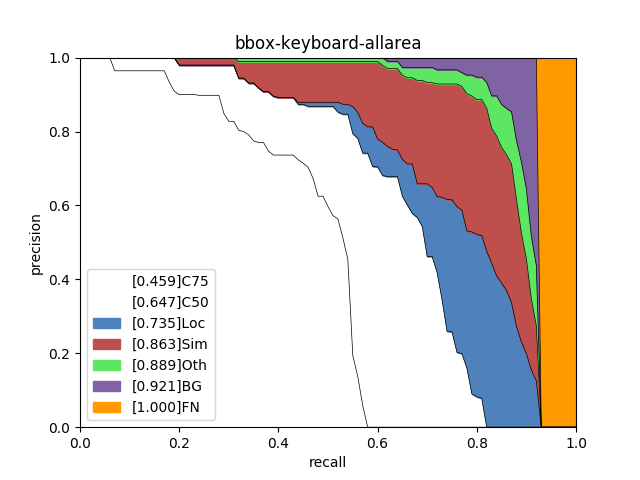 bbox-keyboard-allarea
1.0
0.8
0.6
0.4
0.2
0.0
precision
[0.459]C75
[0.647]C50
[0.735]Loc
[0.863]Sim
[0.889]Oth
[0.921]BG
[1.000]FN
0.0 0.2 0.4 0.6 0.8 1.0
recall